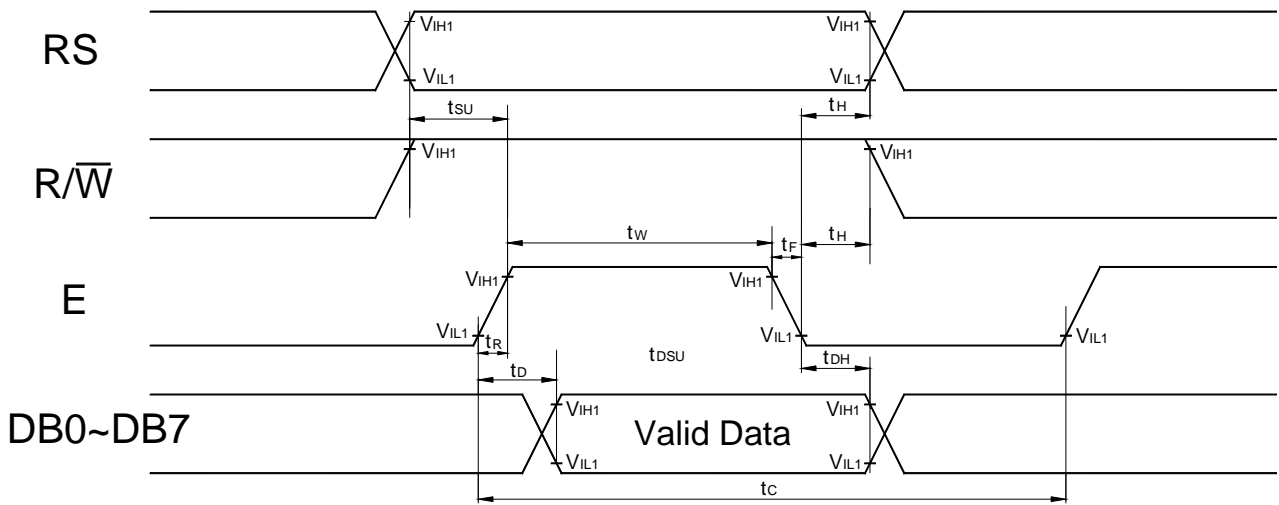 RS
VIH1
VIH1
VIL1
VIL1
tSU
tH
R/W̅
VIH1
VIH1
tW
tF
tH
E
VIH1
VIH1
VIL1
VIL1
VIL1
tR
tD
tDSU
tDH
DB0~DB7
VIH1
Valid Data
VIH1
VIL1
VIL1
tC